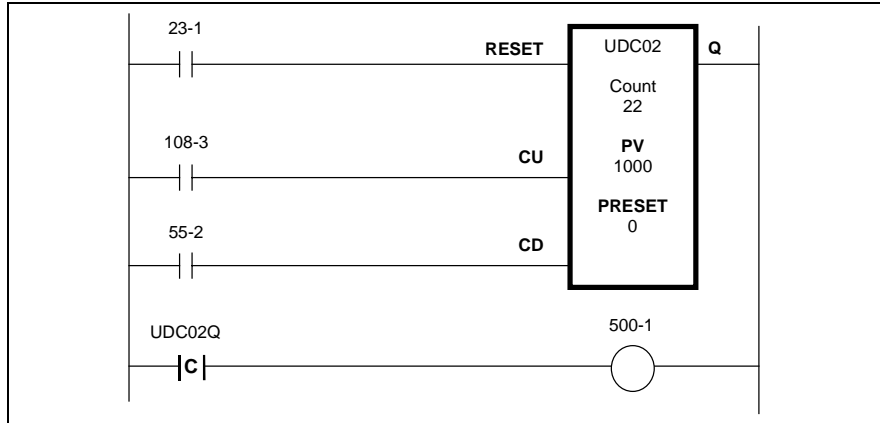 23-1
RESET
UDC02
Q
Count
22
108-3
CU
PV
1000
PRESET
0
55-2
CD
UDC02Q
C
500-1